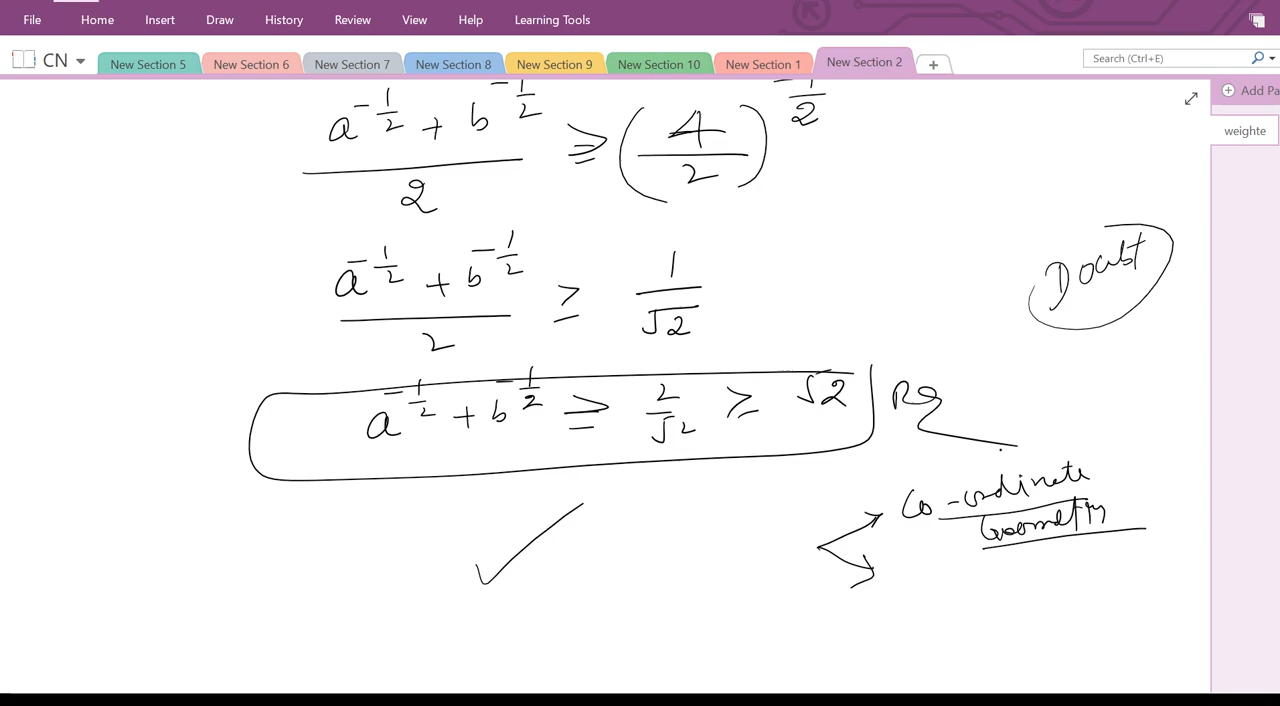 File Home Insert Draw History Review View Help Learning Tools
CN New Section 5 New Section 6 New Section 7 New Section 8 New Section 9 New Section 10 New Section 1 New Section 2 + Search (Ctrl+E)
Add Pa
weighte
(a^{-1/2} + b^{-1/2})/2 ≥ (4/2)^{-1/2}
(a^{-1/2} + b^{-1/2})/2 ≥ 1/√2
Doubt
a^{-1/2} + b^{-1/2} ≥ 2/√2 ≥ √2
Co-ordinate
Geometry